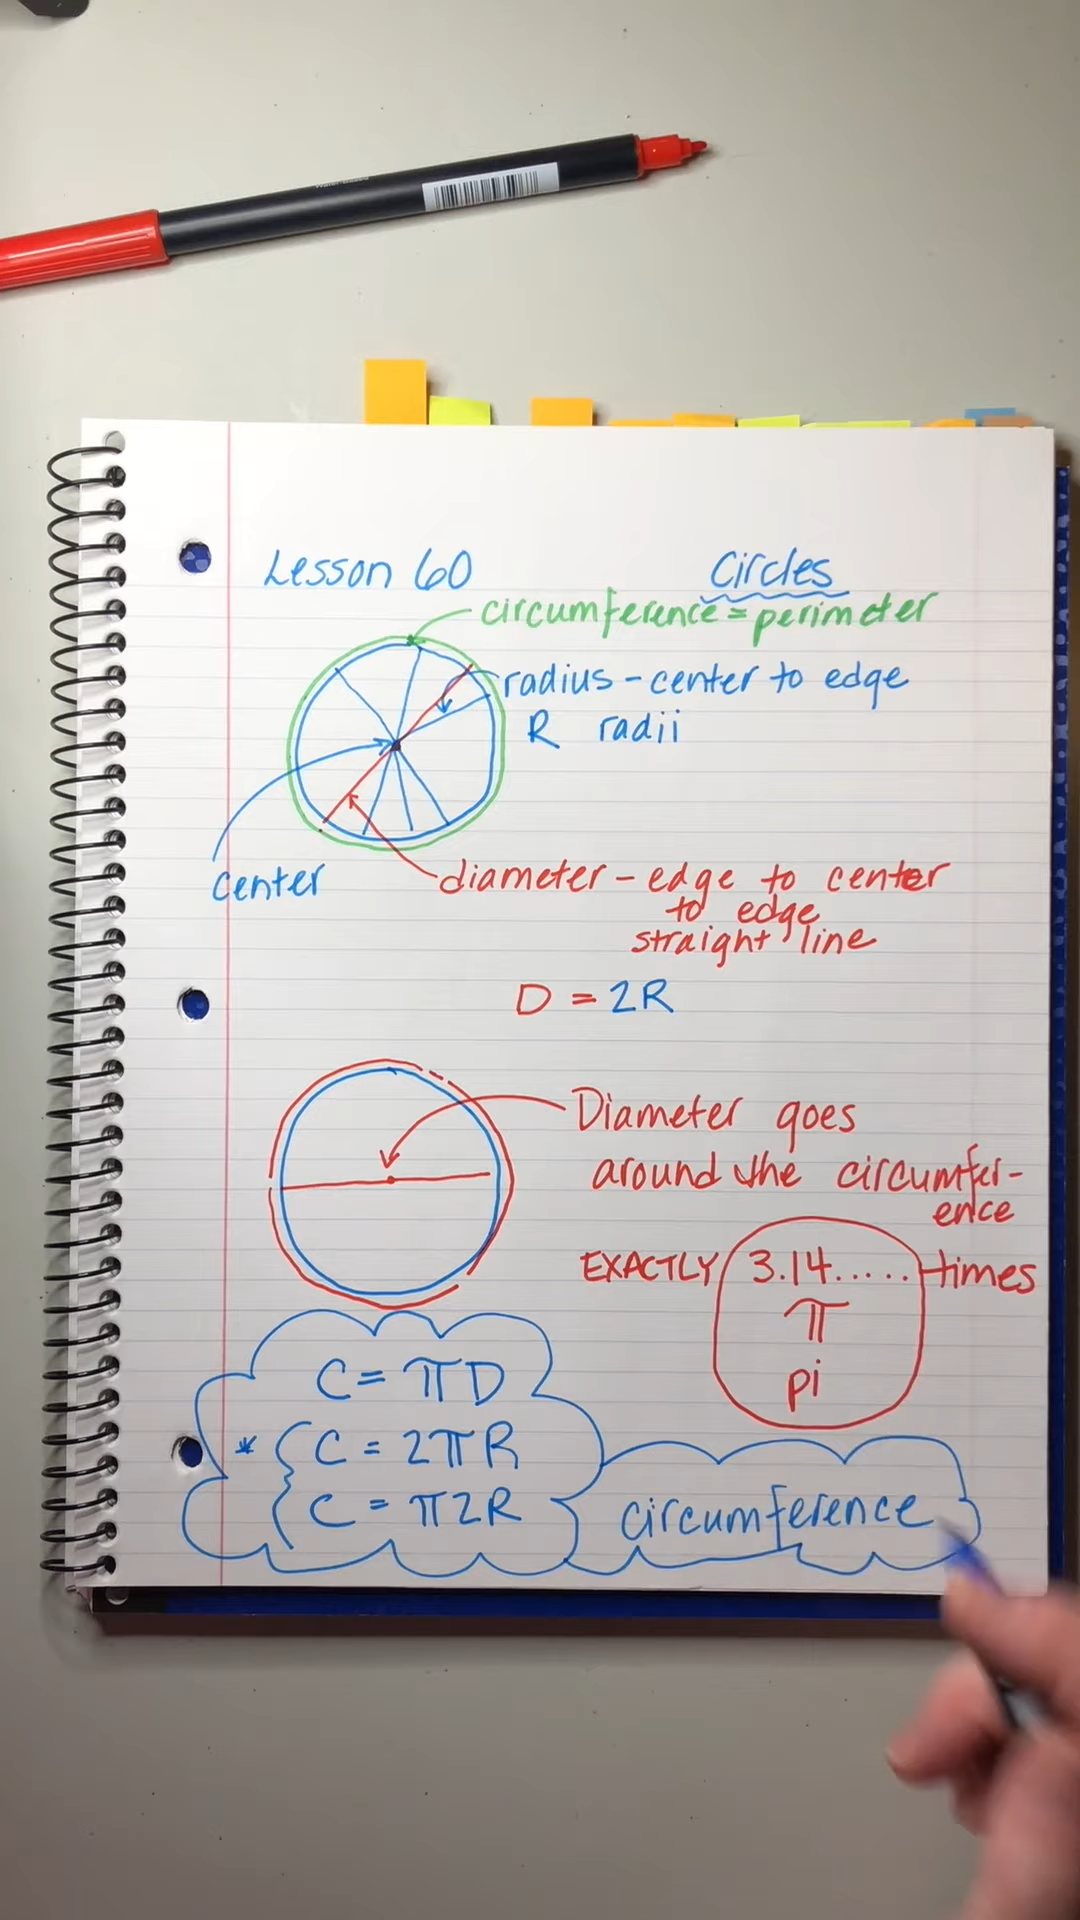 Lesson 60 Circles
circumference = perimeter
radius - center to edge
R radii
center
diameter - edge to center
to edge
straight line
D = 2R
Diameter goes
around the circumfer-
ence
EXACTLY 3.14..... times
π
pi
C = πD
* C = 2πR
C = π2R
circumference